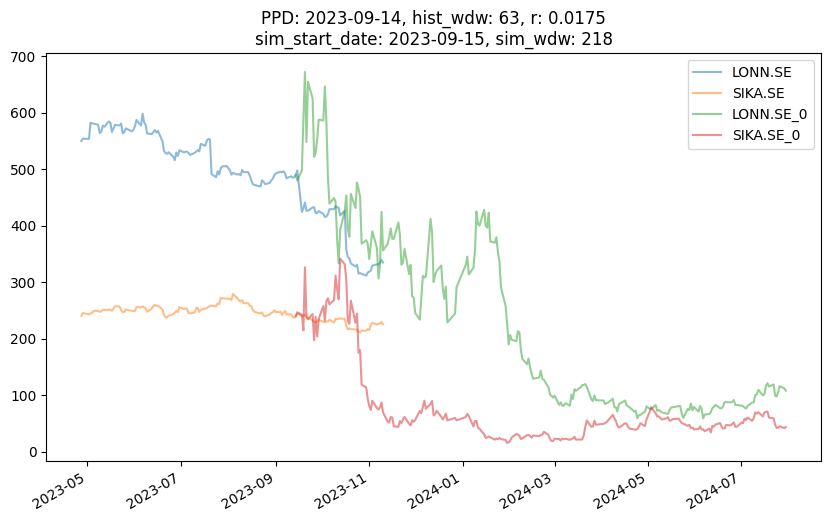 PPD: 2023-09-14, hist_wdw: 63, r: 0.0175
sim_start_date: 2023-09-15, sim_wdw: 218
700
600
500
400
300
200
100
0
LONN.SE
SIKA.SE
LONN.SE_0
SIKA.SE_0
2023-05
2023-07
2023-09
2023-11
2024-01
2024-03
2024-05
2024-07